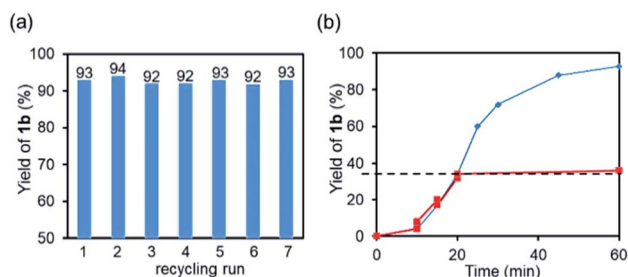 (a)
Yield of 1b (%)
100
90
80
70
60
50
93 94 92 92 93 92 93
1 2 3 4 5 6 7
recycling run
(b)
Yield of 1b (%)
100
80
60
40
20
0
0 20 40 60
Time (min)